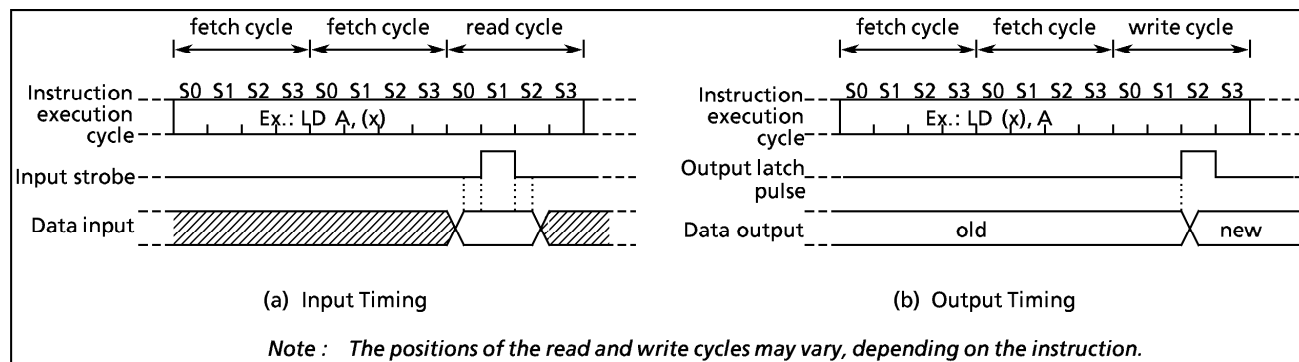 fetch cycle fetch cycle read cycle
S0 S1 S2 S3 S0 S1 S2 S3 S0 S1 S2 S3
Instruction execution cycle
Ex.: LD A, (x)
Input strobe
Data input
(a) Input Timing
fetch cycle fetch cycle write cycle
S0 S1 S2 S3 S0 S1 S2 S3 S0 S1 S2 S3
Instruction execution cycle
Ex.: LD (x), A
Output latch pulse
Data output
old
new
(b) Output Timing
Note : The positions of the read and write cycles may vary, depending on the instruction.